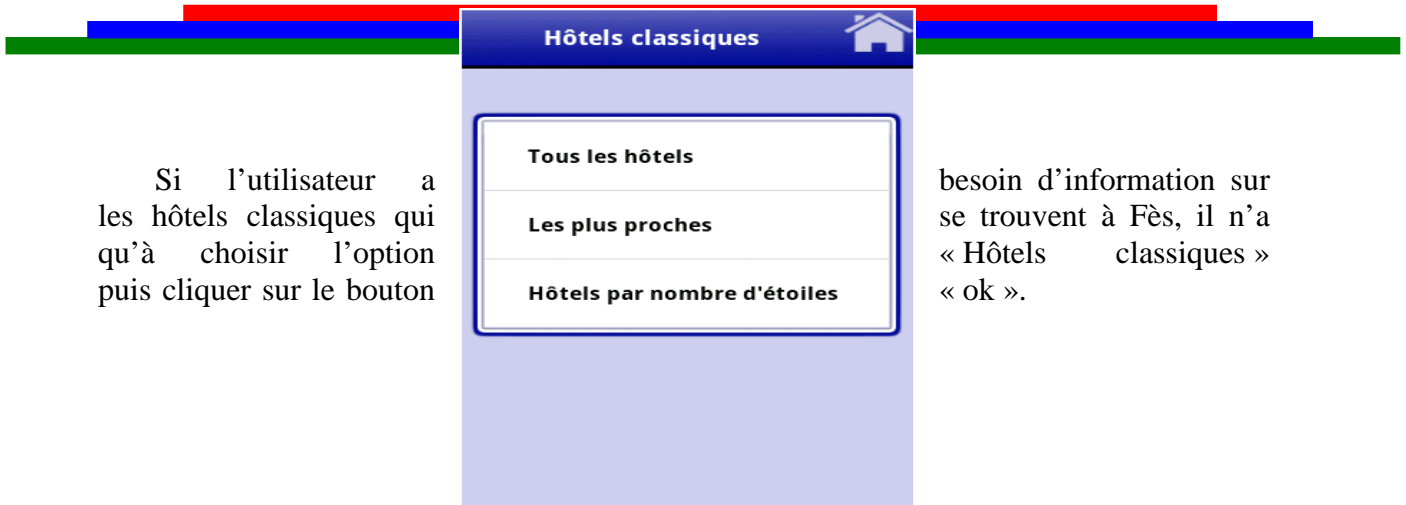 Hôtels classiques
Tous les hôtels
Les plus proches
Hôtels par nombre d'étoiles
Si l’utilisateur a besoin d’information sur
les hôtels classiques qui se trouvent à Fès, il n’a
qu’à choisir l’option « Hôtels classiques »
puis cliquer sur le bouton « ok ».